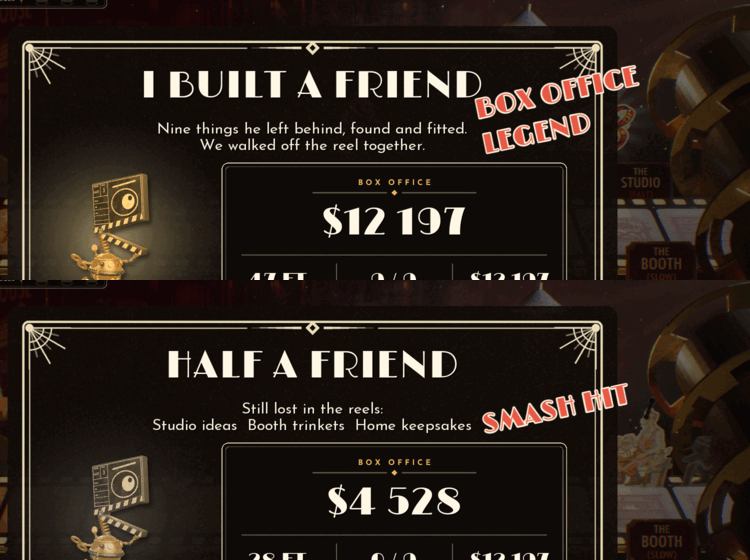 I BUILT A FRIEND
BOX OFFICE
LEGEND
Nine things he left behind, found and fitted.
We walked off the reel together.
BOX OFFICE
$12 197
THE
STUDIO
THE
BOOTH
(SLOW)
HALF A FRIEND
SMASH HIT
Still lost in the reels:
Studio ideas Booth trinkets Home keepsakes
BOX OFFICE
$4 528
THE
BOOTH
(SLOW)